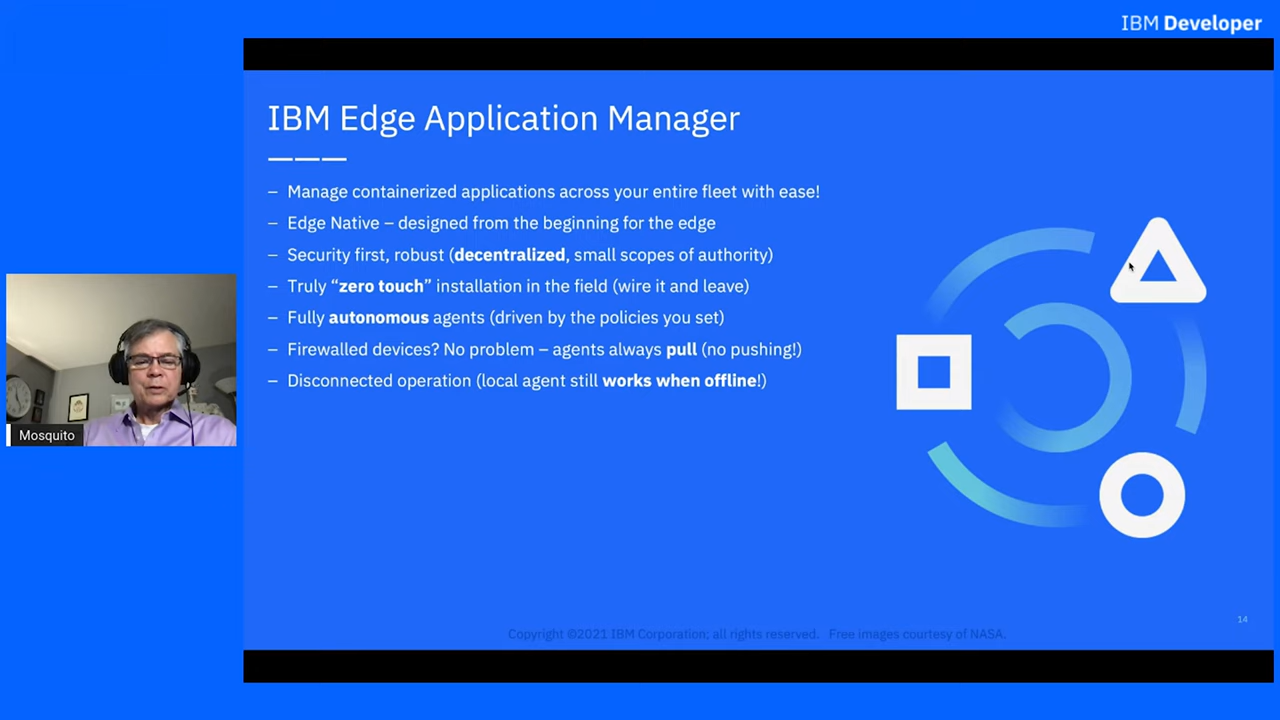 IBM Developer
IBM Edge Application Manager
– Manage containerized applications across your entire fleet with ease!
– Edge Native – designed from the beginning for the edge
– Security first, robust (decentralized, small scopes of authority)
– Truly “zero touch” installation in the field (wire it and leave)
– Fully autonomous agents (driven by the policies you set)
– Firewalled devices? No problem – agents always pull (no pushing!)
– Disconnected operation (local agent still works when offline!)
Mosquito
14
Copyright ©2021 IBM Corporation; all rights reserved. Free images courtesy of NASA.